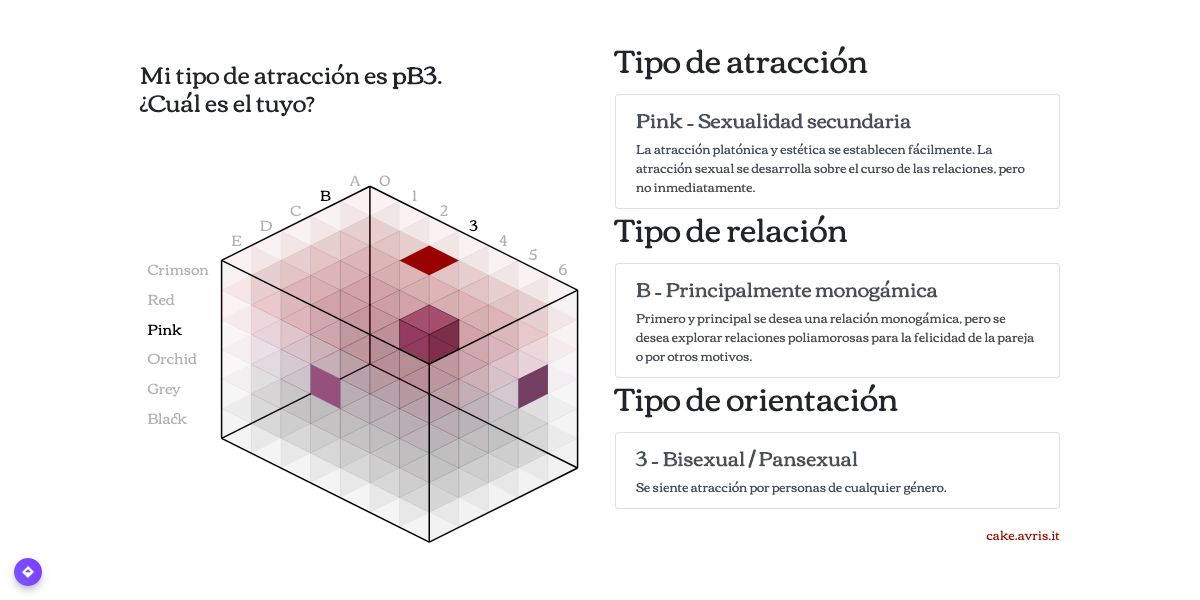 Mi tipo de atracción es pB3.
¿Cuál es el tuyo?
A O
B 1
C 2
D 3
E 4
5
6
Crimson
Red
Pink
Orchid
Grey
Black
Tipo de atracción
Pink - Sexualidad secundaria
La atracción platónica y estética se establecen fácilmente. La
atracción sexual se desarrolla sobre el curso de las relaciones, pero
no inmediatamente.
Tipo de relación
B - Principalmente monogámica
Primero y principal se desea una relación monogámica, pero se
desea explorar relaciones poliamorosas para la felicidad de la pareja
o por otros motivos.
Tipo de orientación
3 - Bisexual / Pansexual
Se siente atracción por personas de cualquier género.
cake.avris.it